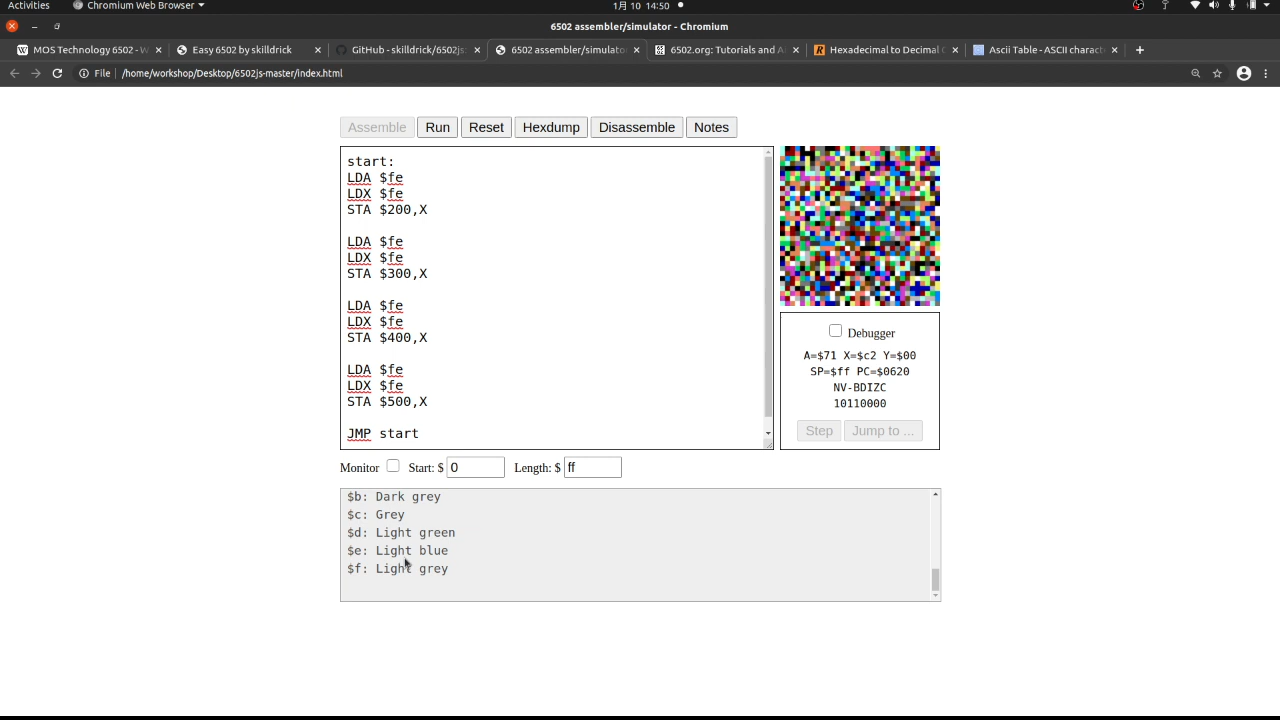 Activities
Chromium Web Browser
1月 10 14:50
6502 assembler/simulator - Chromium
MOS Technology 6502 - W
Easy 6502 by skilldrick
GitHub - skilldrick/6502js:
6502 assembler/simulator
6502.org: Tutorials and A
Hexadecimal to Decimal C
Ascii Table - ASCII charact
File
/home/workshop/Desktop/6502js-master/index.html
Assemble Run Reset Hexdump Disassemble Notes
start:
LDA $fe
LDX $fe
STA $200,X
LDA $fe
LDX $fe
STA $300,X
LDA $fe
LDX $fe
STA $400,X
LDA $fe
LDX $fe
STA $500,X
JMP start
Debugger
A=$71 X=$c2 Y=$00
SP=$ff PC=$0620
NV-BDIZC
10110000
Step Jump to ...
Monitor Start: $ 0 Length: $ ff
$b: Dark grey
$c: Grey
$d: Light green
$e: Light blue
$f: Light grey